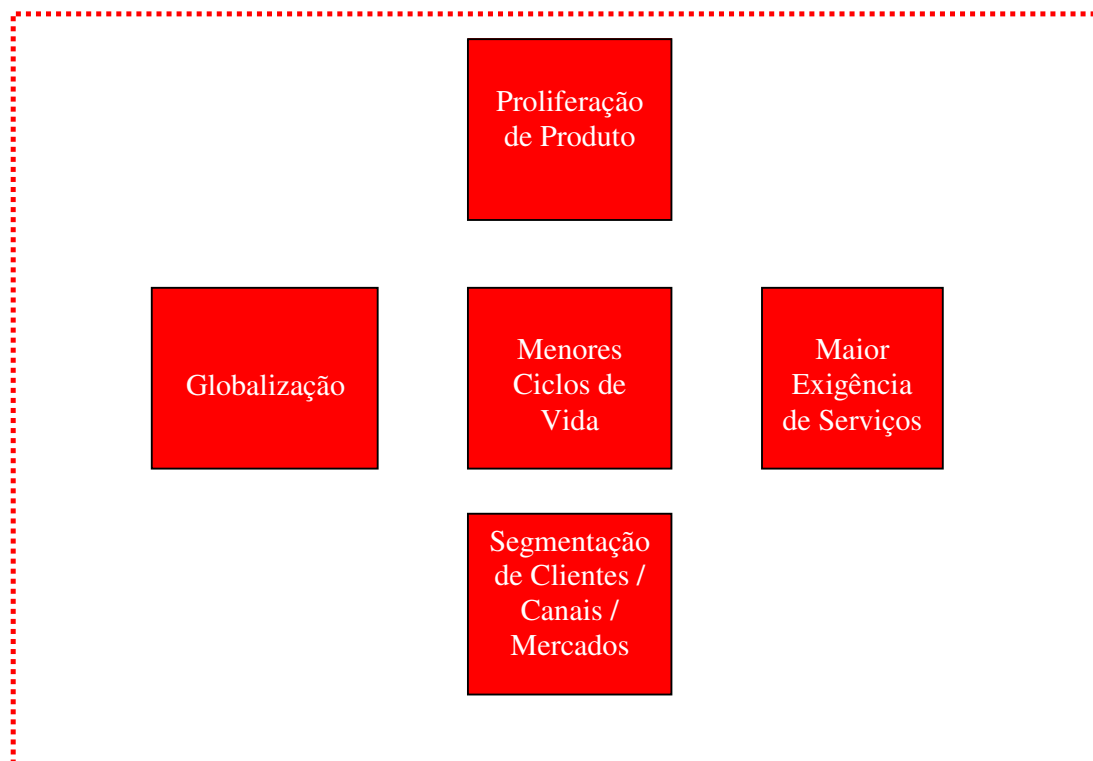 Proliferação
de Produto
Globalização
Menores
Ciclos de
Vida
Maior
Exigência
de Serviços
Segmentação
de Clientes /
Canais /
Mercados